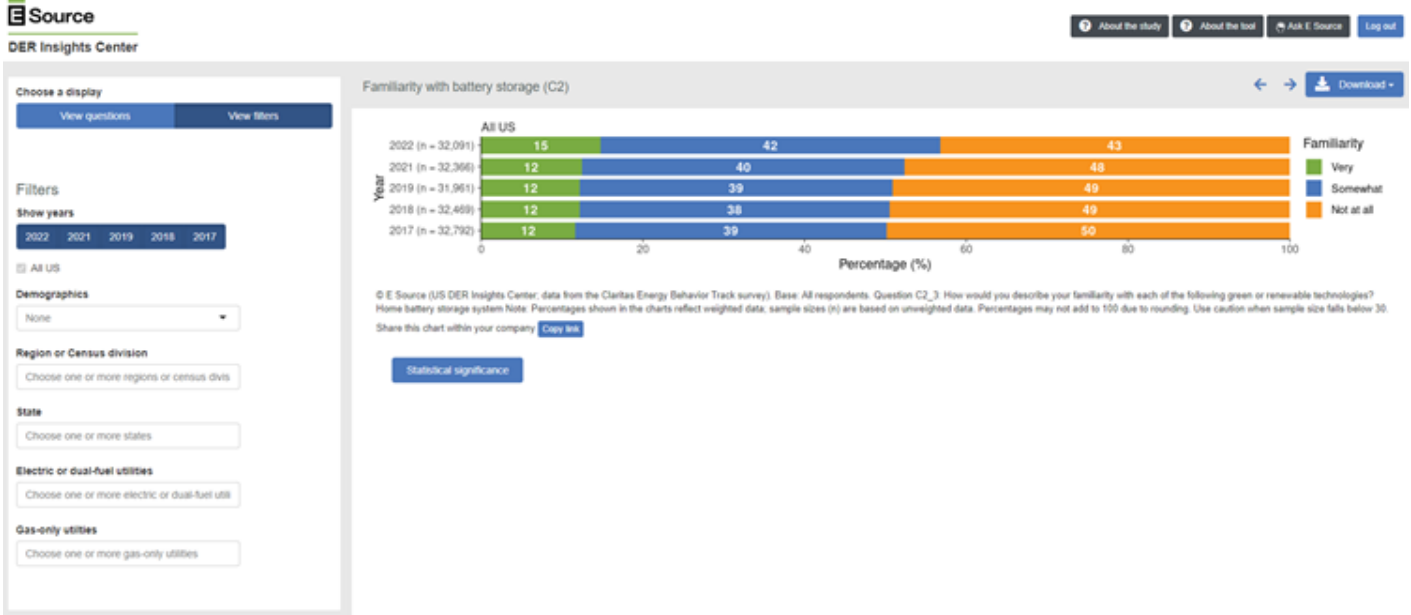 E Source
DER Insights Center
About the study
About the tool
Ask E Source
Log out
Choose a display
View questions
View filters
Filters
Show years
2022 2021 2019 2018 2017
All US
Demographics
None
Region or Census division
Choose one or more regions or census divis
State
Choose one or more states
Electric or dual-fuel utilities
Choose one or more electric or dual-fuel utili
Gas-only utilties
Choose one or more gas-only utilities
Familiarity with battery storage (C2)
Download
All US
Year
2022 (n = 32,091) 15 42 43
2021 (n = 32,366) 12 40 48
2019 (n = 31,961) 12 39 49
2018 (n = 32,469) 12 38 49
2017 (n = 32,792) 12 39 50
0 20 40 60 80 100
Percentage (%)
Familiarity
Very
Somewhat
Not at all
© E Source (US DER Insights Center; data from the Claritas Energy Behavior Track survey). Base: All respondents. Question C2_3: How would you describe your familiarity with each of the following green or renewable technologies?
Home battery storage system Note: Percentages shown in the charts reflect weighted data; sample sizes (n) are based on unweighted data. Percentages may not add to 100 due to rounding. Use caution when sample size falls below 30.
Share this chart within your company Copy link
Statistical significance